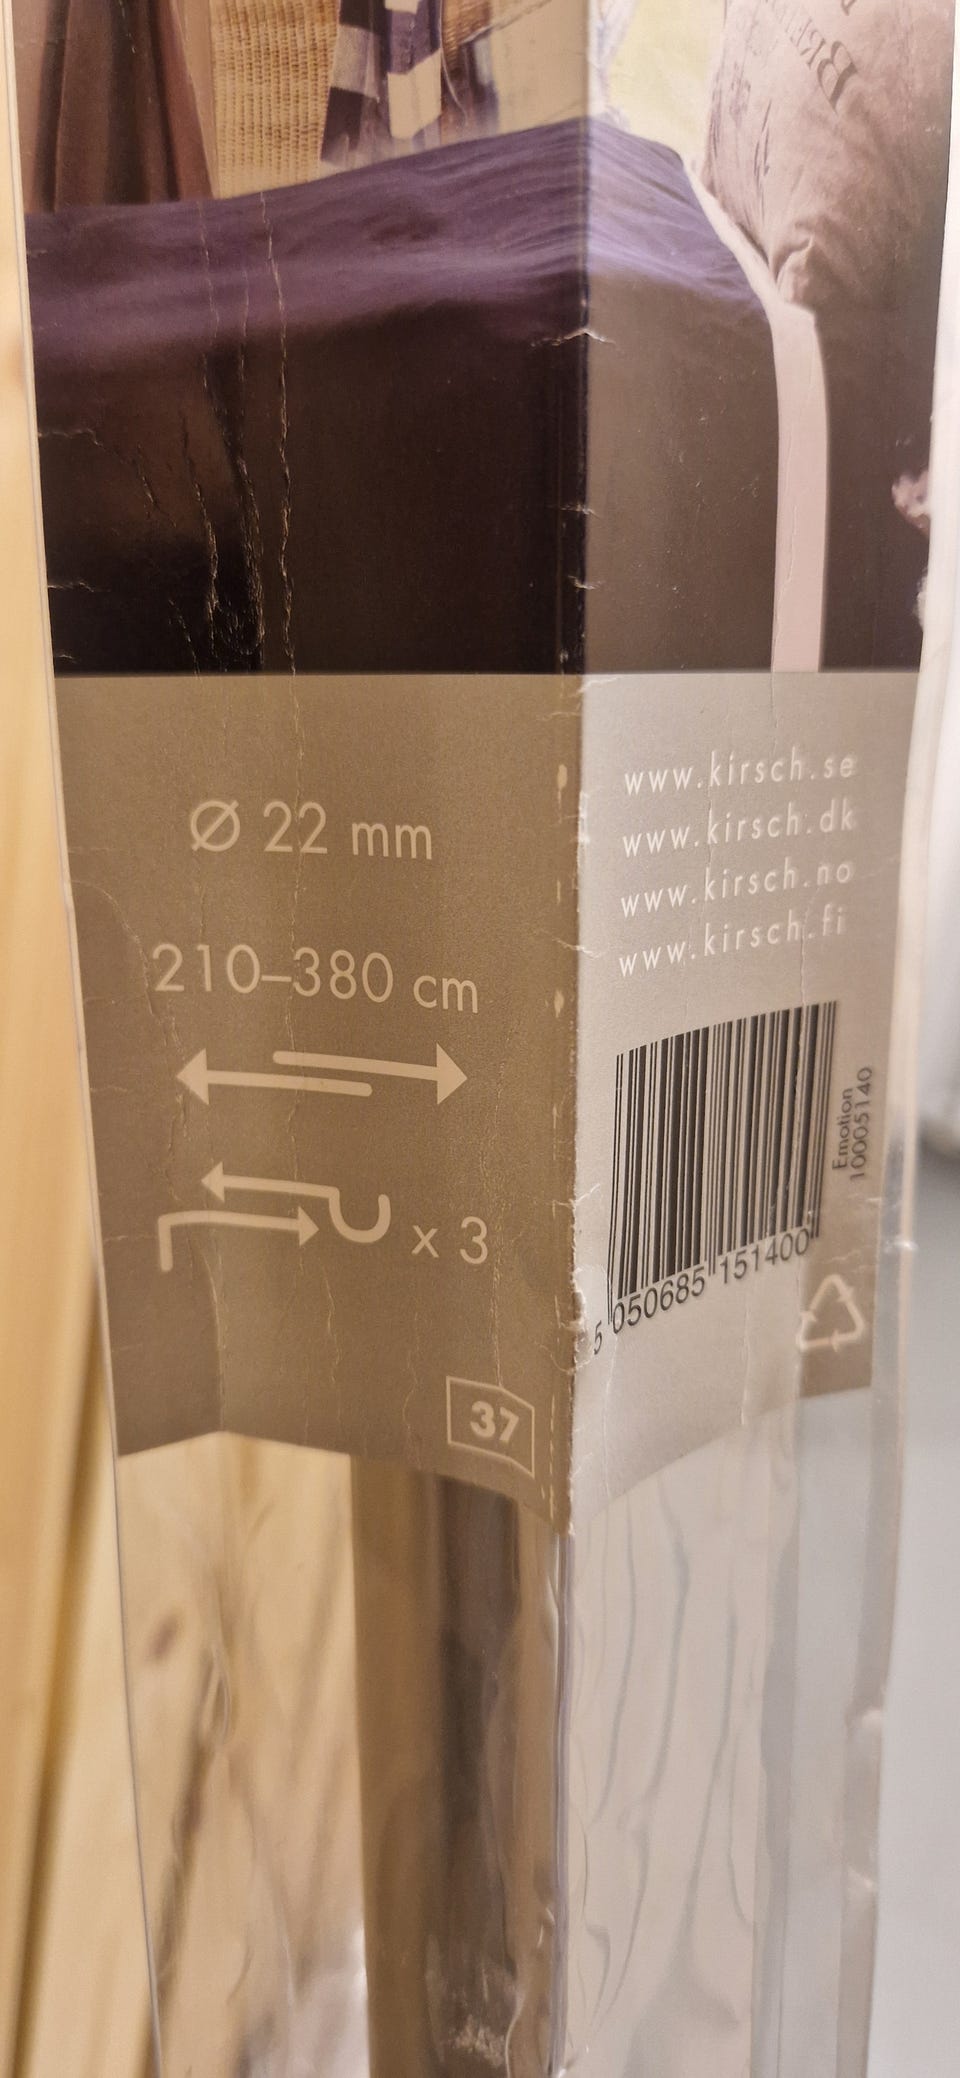 Ø 22 mm
210–380 cm
x 3
37
www.kirsch.se
www.kirsch.dk
www.kirsch.no
www.kirsch.fi
5 050685 151400
Emotion
10005140